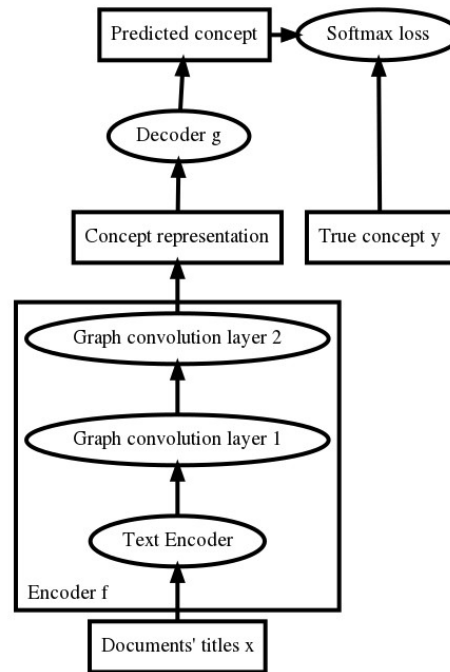 Predicted concept
Softmax loss
Decoder g
Concept representation
True concept y
Graph convolution layer 2
Graph convolution layer 1
Text Encoder
Encoder f
Documents' titles x